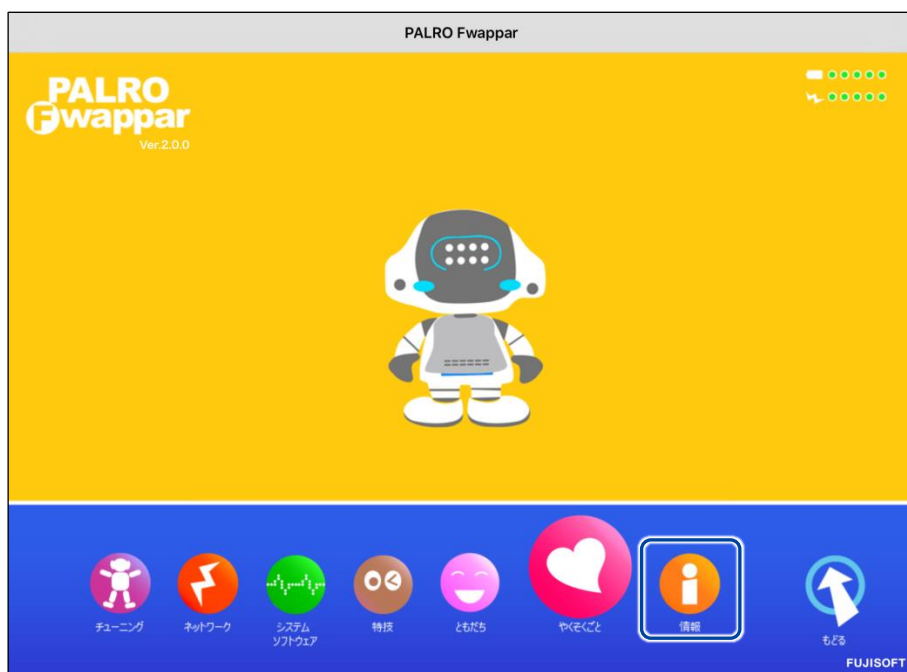 PALRO Fwappar
PALRO
Fwappar
Ver.2.0.0
チューニング
ネットワーク
システム
ソフトウェア
特技
ともだち
やくそくごと
情報
もどる
FUJISOFT